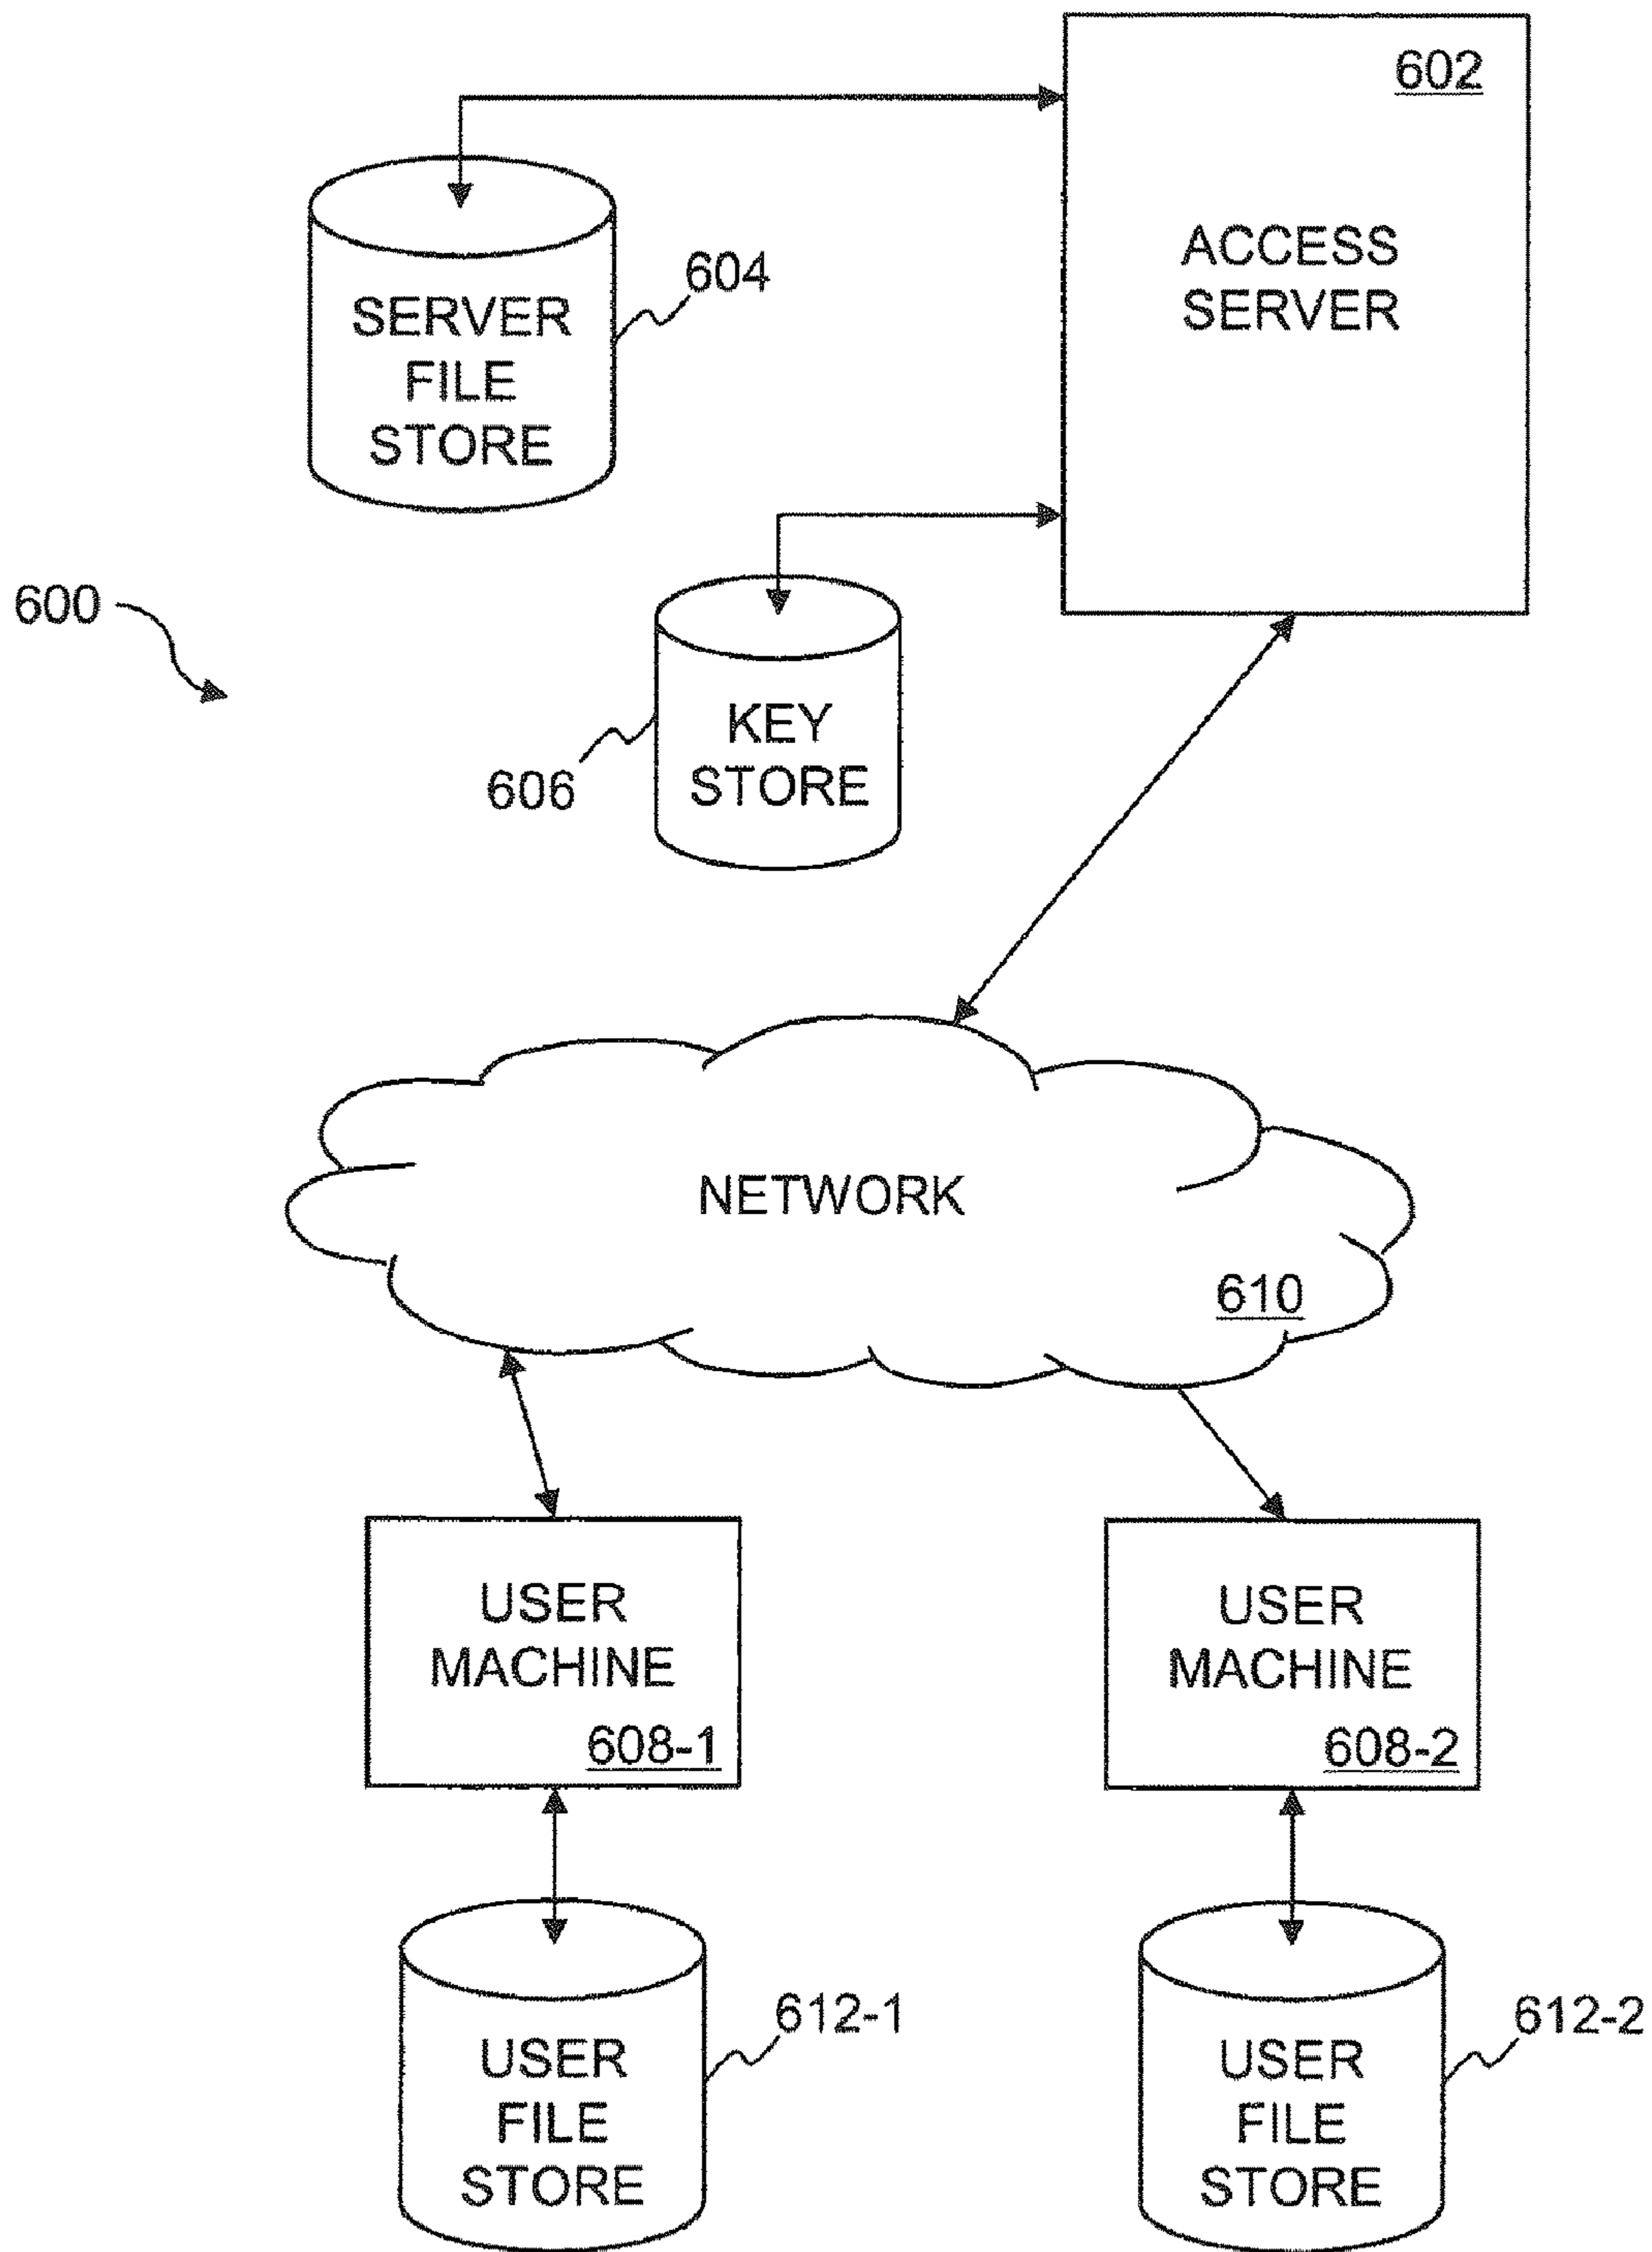 602
ACCESS
SERVER
604
SERVER
FILE
STORE
600
KEY
STORE
606
NETWORK
610
USER
MACHINE
608-1
USER
MACHINE
608-2
612-1
USER
FILE
STORE
612-2
USER
FILE
STORE